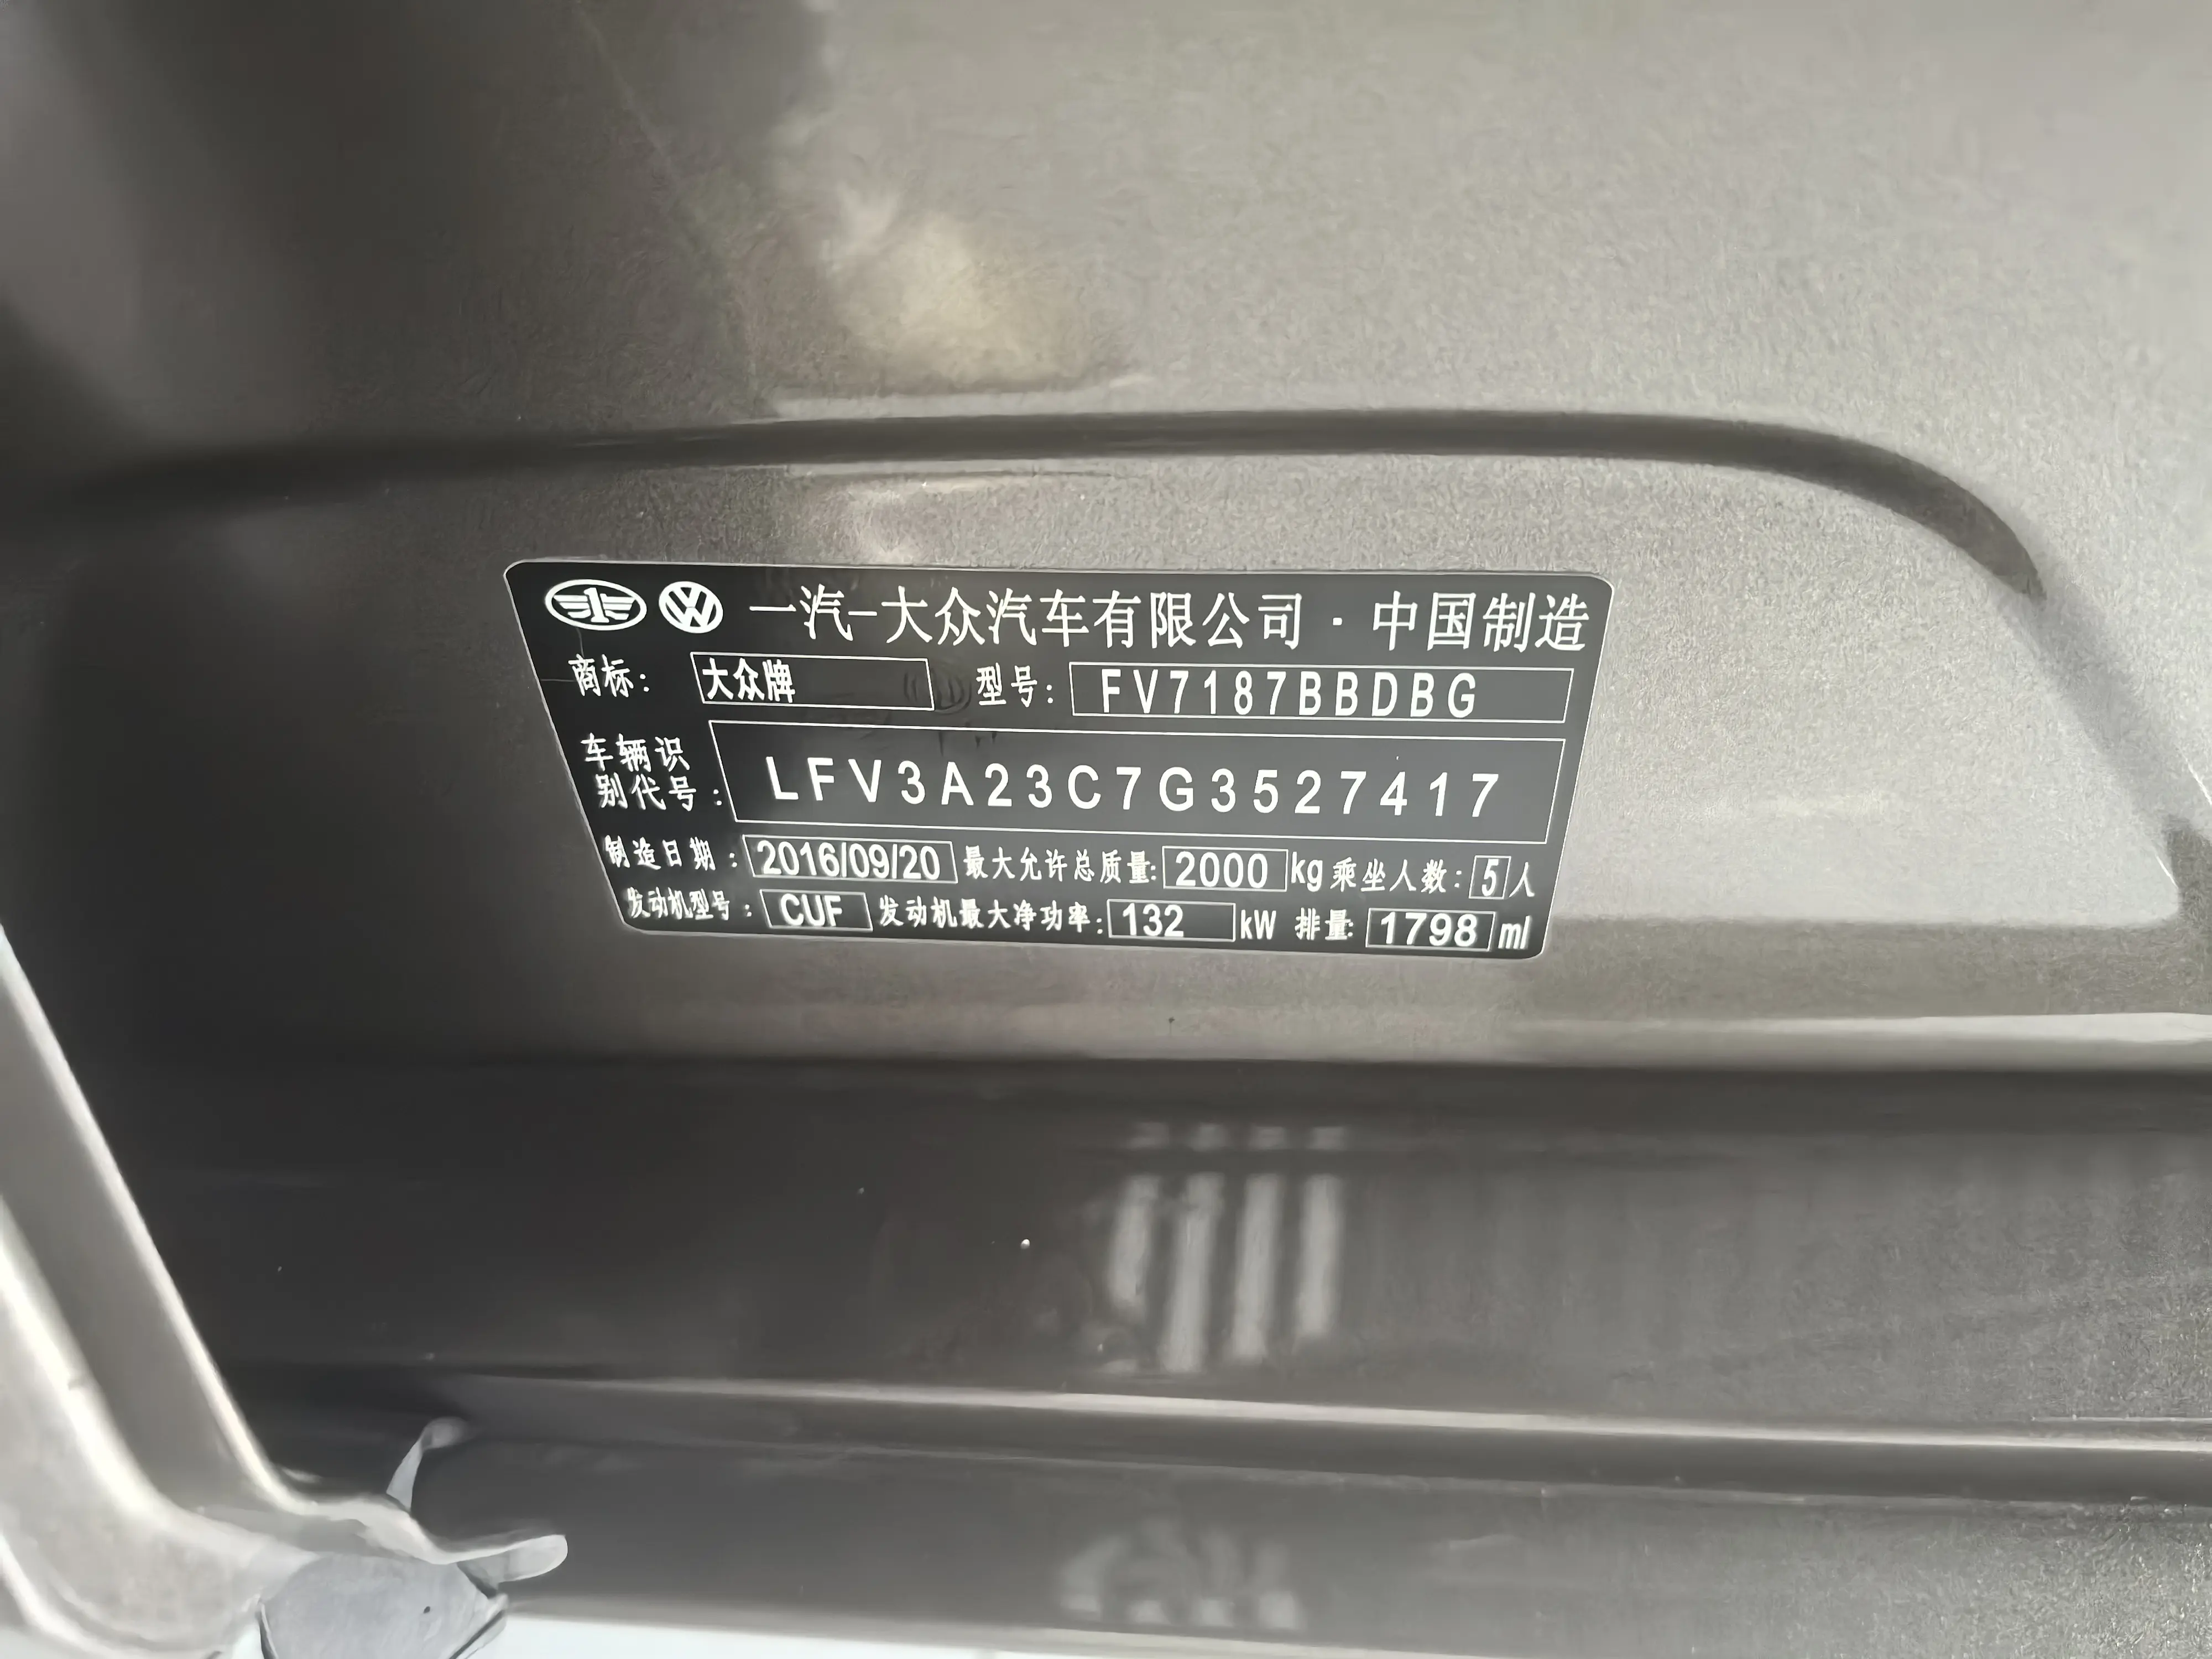 一汽-大众汽车有限公司·中国制造
商标: 大众牌 型号: FV7187BBDBG
车辆识
别代号: LFV3A23C7G3527417
制造日期: 2016/09/20 最大允许总质量: 2000 kg 乘坐人数: 5 人
发动机型号: CUF 发动机最大净功率: 132 kW 排量: 1798 ml